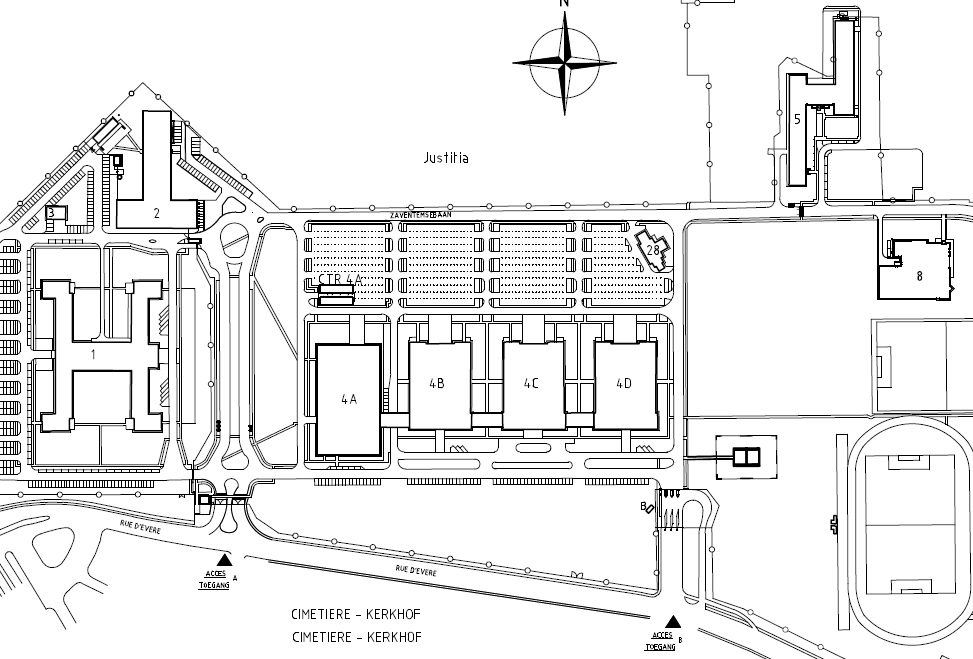 N
5
Justitia
3
2
ZAVENTEMSEBAAN
28
CTR 4A
8
1
4A
4B
4C
4D
B
RUE D'EVERE
RUE D'EVERE
ACCES
TOEGANG
A
CIMETIERE - KERKHOF
CIMETIERE - KERKHOF
ACCES
TOEGANG
B